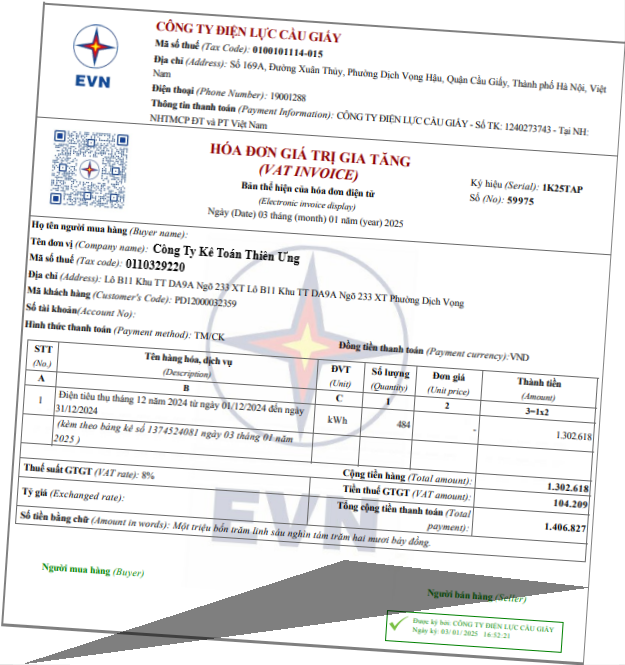 CÔNG TY ĐIỆN LỰC CẦU GIẤY
Mã số thuế (Tax Code): 0100101114-015
Địa chỉ (Address): Số 169A, Đường Xuân Thủy, Phường Dịch Vọng Hậu, Quận Cầu Giấy, Thành phố Hà Nội, Việt
Nam
Điện thoại (Phone Number): 19001288
Thông tin thanh toán (Payment Information): CÔNG TY ĐIỆN LỰC CẦU GIẤY - Số TK: 1240273743 - Tại NH:
NHTMCP ĐT và PT Việt Nam
EVN
HÓA ĐƠN GIÁ TRỊ GIA TĂNG
(VAT INVOICE)
Bản thể hiện của hóa đơn điện tử
(Electronic invoice display)
Ngày (Date) 03 tháng (month) 01 năm (year) 2025
Ký hiệu (Serial): 1K25TAP
Số (No): 59975
Họ tên người mua hàng (Buyer name):
Tên đơn vị (Company name): Công Ty Kế Toán Thiên Ưng
Mã số thuế (Tax code): 0110329220
Địa chỉ (Address): Lô B11 Khu TT DA9A Ngõ 233 XT Lô B11 Khu TT DA9A Ngõ 233 XT Phường Dịch Vọng
Mã khách hàng (Customer's Code): PD12000032359
Số tài khoản(Account No):
Hình thức thanh toán (Payment method): TM/CK
Đồng tiền thanh toán (Payment currency):VND
STT Tên hàng hóa, dịch vụ ĐVT Số lượng Đơn giá Thành tiền
(No.) (Description) (Unit) (Quantity) (Unit price) (Amount)
A B C 1 2 3=1x2
1 Điện tiêu thụ tháng 12 năm 2024 từ ngày 01/12/2024 đến ngày
31/12/2024 kWh 484 - 1.302.618
(kèm theo bảng kê số 1374524081 ngày 03 tháng 01 năm
2025 )
Cộng tiền hàng (Total amount): 1.302.618
Thuế suất GTGT (VAT rate): 8% Tiền thuế GTGT (VAT amount): 104.209
Tỷ giá (Exchanged rate): Tổng cộng tiền thanh toán (Total
payment): 1.406.827
Số tiền bằng chữ (Amount in words): Một triệu bốn trăm linh sáu nghìn tám trăm hai mươi bảy đồng.
EVN
Người mua hàng (Buyer)
Người bán hàng (Seller)
Được ký bởi: CÔNG TY ĐIỆN LỰC CẦU GIẤY
Ngày ký: 03/01/2025 16:52:21